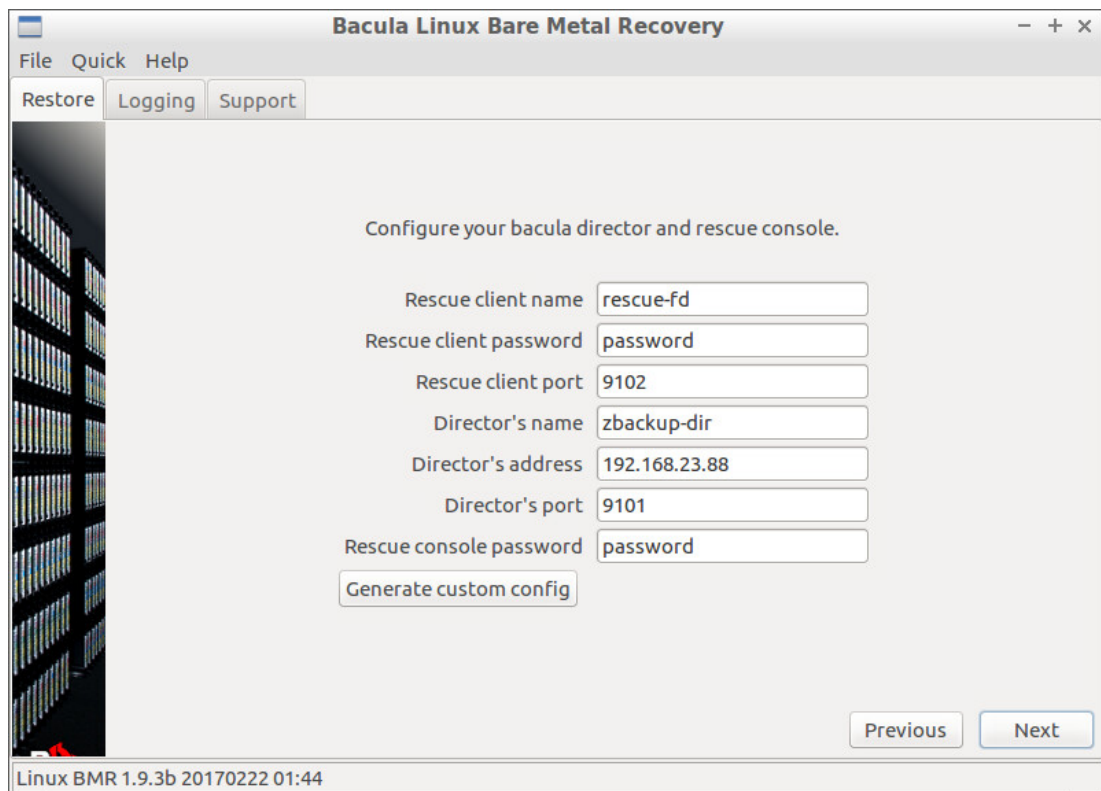 Bacula Linux Bare Metal Recovery
File Quick Help
Restore Logging Support
Configure your bacula director and rescue console.
Rescue client name rescue-fd
Rescue client password password
Rescue client port 9102
Director's name zbackup-dir
Director's address 192.168.23.88
Director's port 9101
Rescue console password password
Generate custom config
Previous Next
Linux BMR 1.9.3b 20170222 01:44